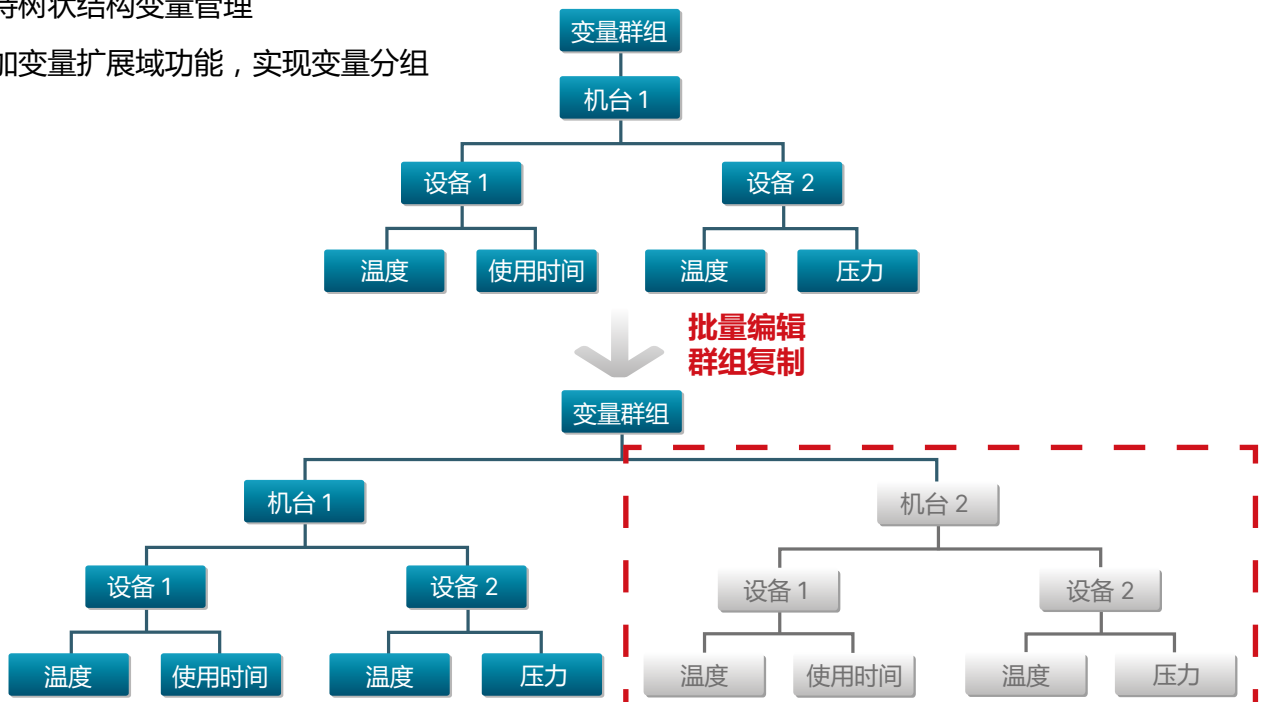 持树状结构变量管理
加变量扩展域功能，实现变量分组
变量群组
机台 1
设备 1
设备 2
温度
使用时间
温度
压力
批量编辑
群组复制
变量群组
机台 1
机台 2
设备 1
设备 2
设备 1
设备 2
温度
使用时间
温度
压力
温度
使用时间
温度
压力